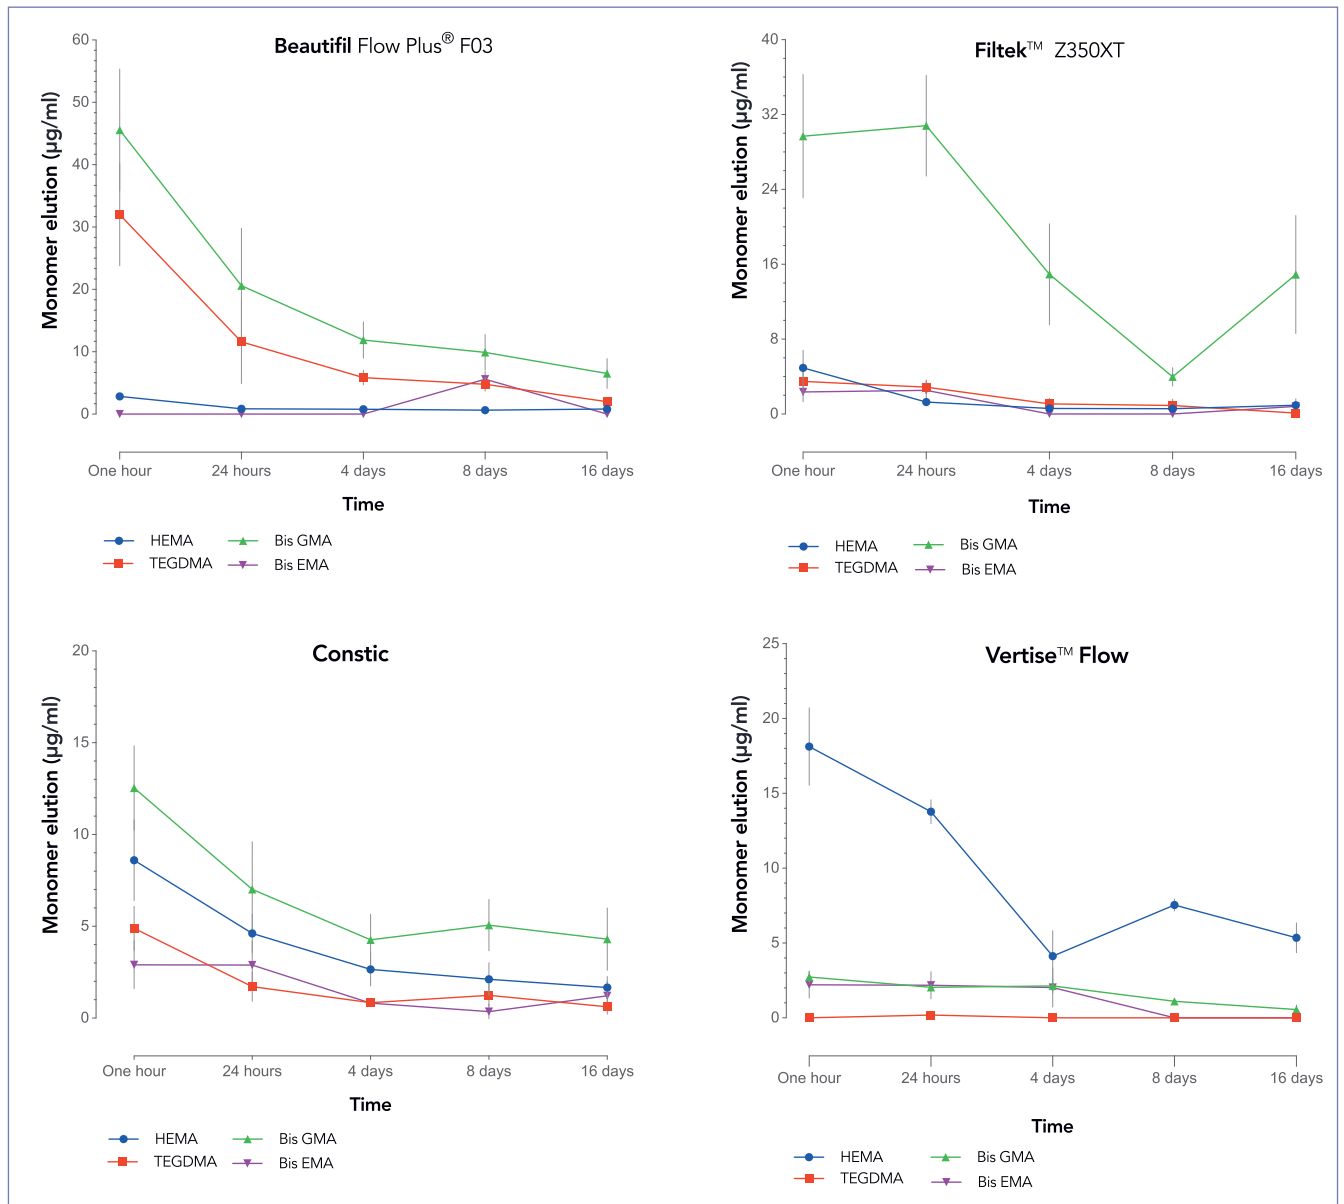 Beautifil Flow Plus® F03
Monomer elution (µg/ml)
60
50
40
30
20
10
0
One hour 24 hours 4 days 8 days 16 days
Time
HEMA Bis GMA
TEGDMA Bis EMA
Filtek™ Z350XT
Monomer elution (µg/ml)
40
32
24
16
8
0
One hour 24 hours 4 days 8 days 16 days
Time
HEMA Bis GMA
TEGDMA Bis EMA
Constic
Monomer elution (µg/ml)
20
15
10
5
0
One hour 24 hours 4 days 8 days 16 days
Time
HEMA Bis GMA
TEGDMA Bis EMA
Vertise™ Flow
Monomer elution (µg/ml)
25
20
15
10
5
0
One hour 24 hours 4 days 8 days 16 days
Time
HEMA Bis GMA
TEGDMA Bis EMA